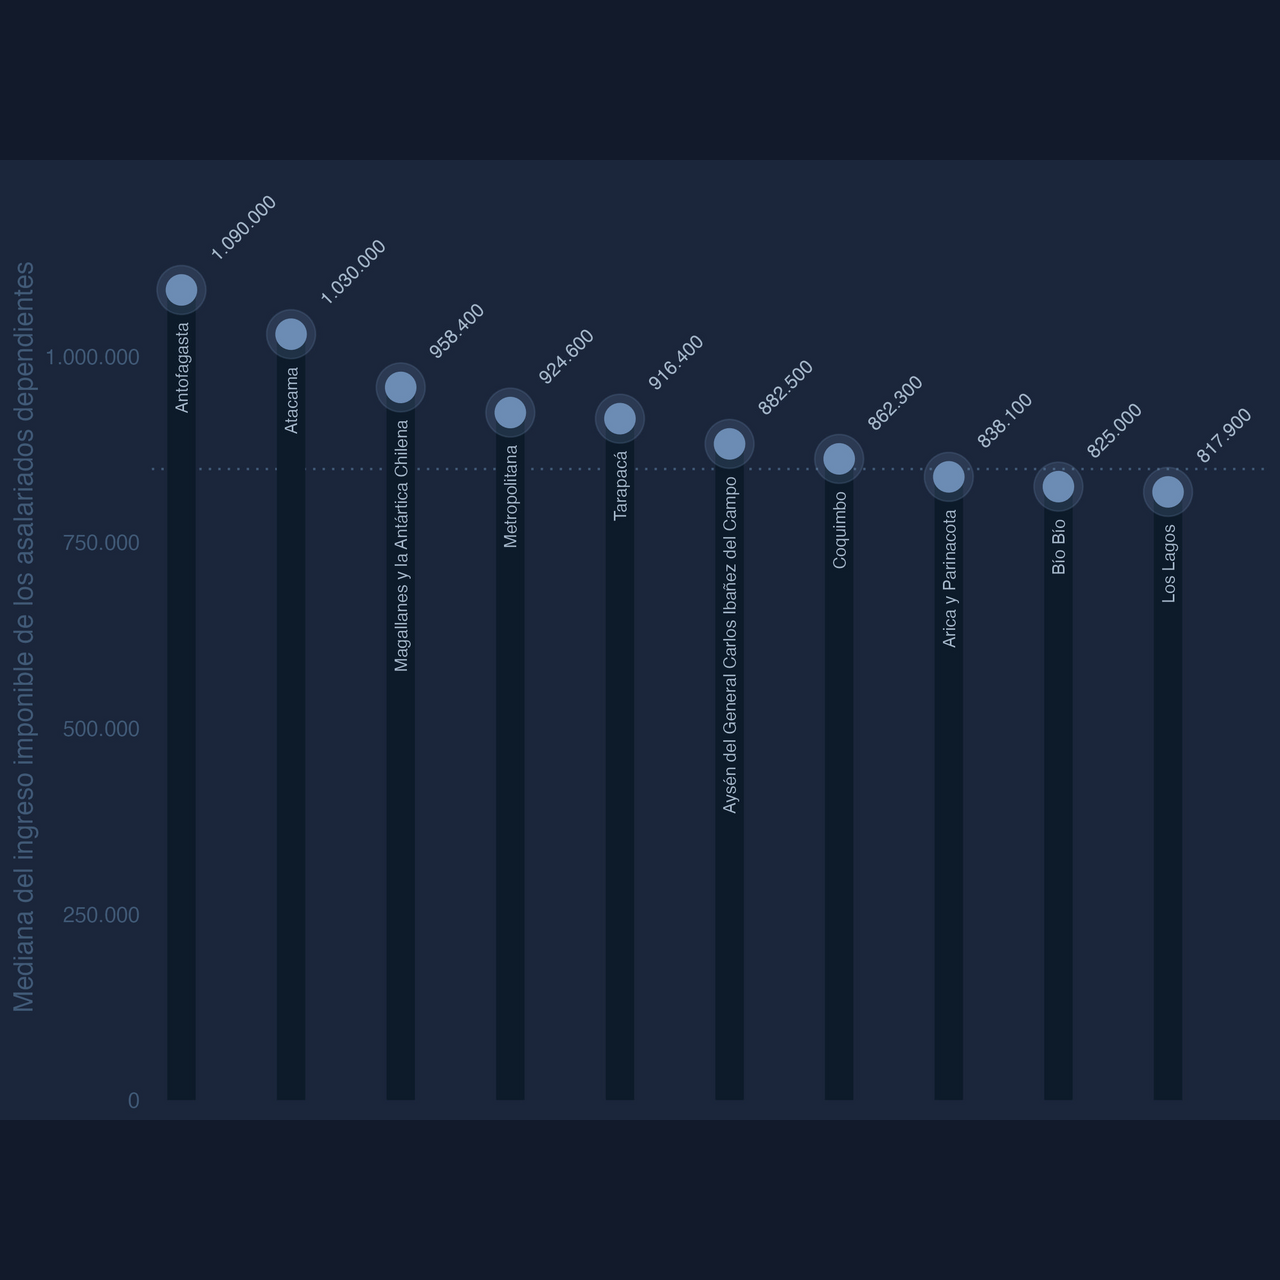 Mediana del ingreso imponible de los asalariados dependientes
1.000.000
750.000
500.000
250.000
0
1.090.000
Antofagasta
1.030.000
Atacama
958.400
Magallanes y la Antártica Chilena
924.600
Metropolitana
916.400
Tarapacá
882.500
Aysén del General Carlos Ibañez del Campo
862.300
Coquimbo
838.100
Arica y Parinacota
825.000
Bío Bío
817.900
Los Lagos